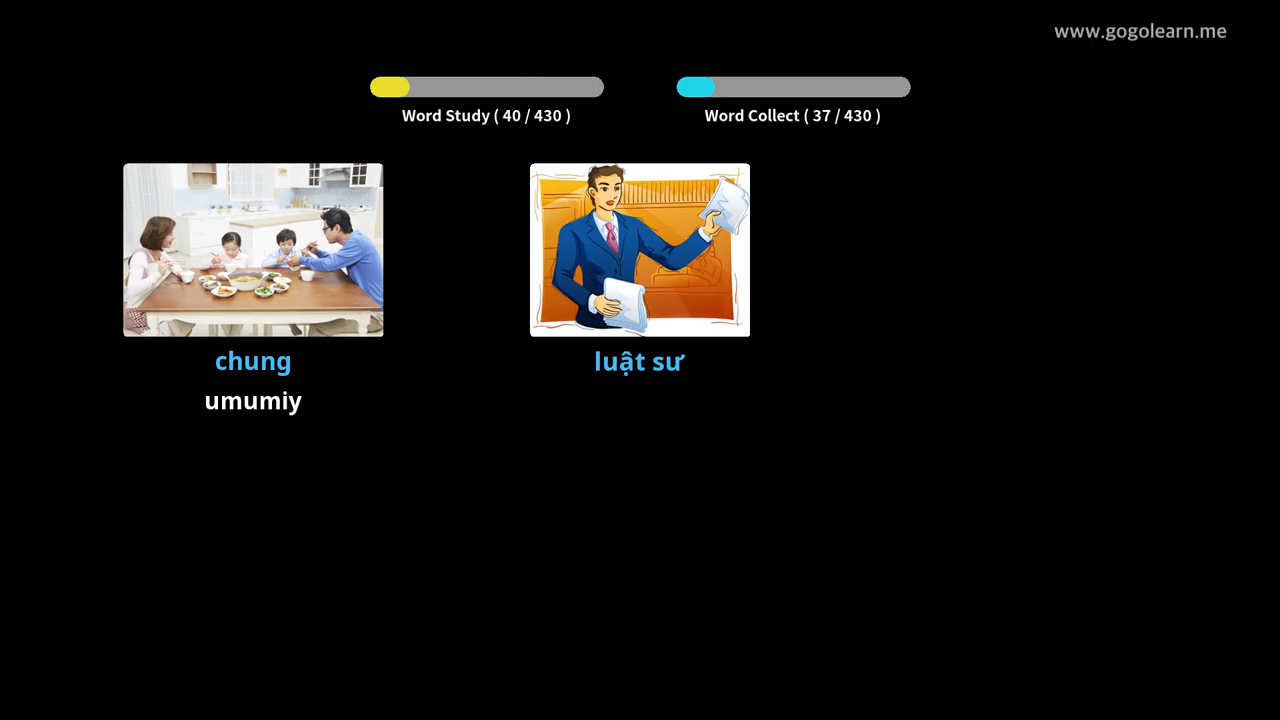 www.gogolearn.me
Word Study ( 40 / 430 )
Word Collect ( 37 / 430 )
chung
umumiy
luật sư